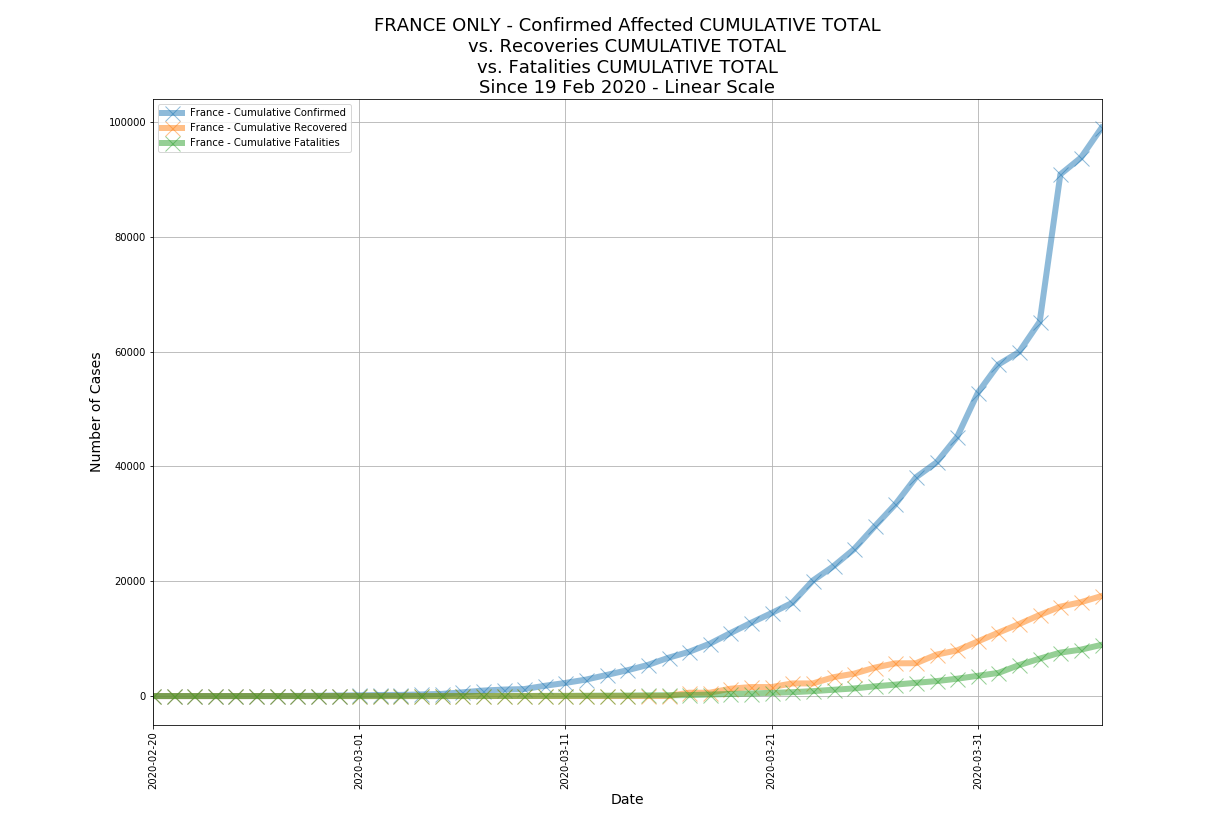 FRANCE ONLY - Confirmed Affected CUMULATIVE TOTAL
vs. Recoveries CUMULATIVE TOTAL
vs. Fatalities CUMULATIVE TOTAL
Since 19 Feb 2020 - Linear Scale
France - Cumulative Confirmed
France - Cumulative Recovered
France - Cumulative Fatalities
Number of Cases
100000
80000
60000
40000
20000
0
2020-02-20
2020-03-01
2020-03-11
2020-03-21
2020-03-31
Date